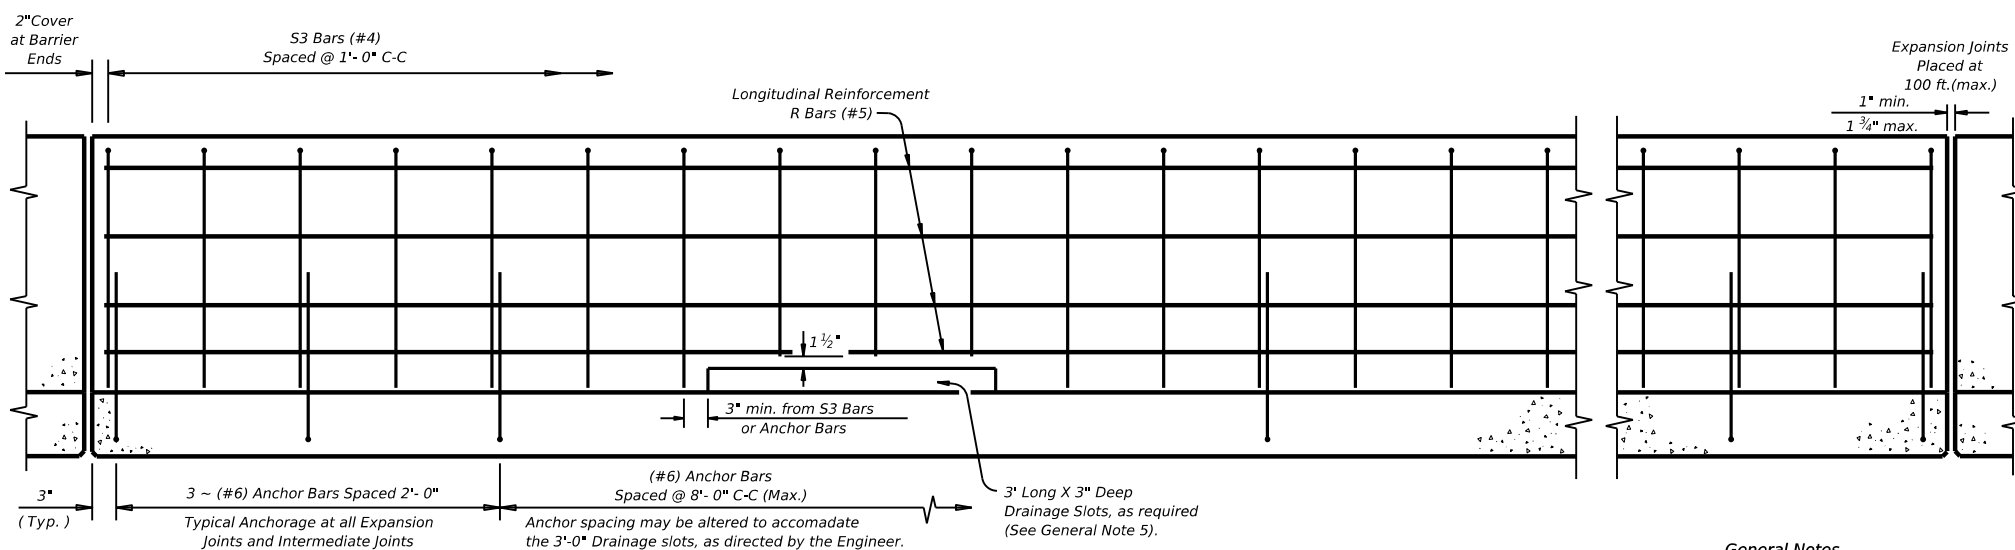 2"Cover
at Barrier
Ends
S3 Bars (#4)
Spaced @ 1'- 0" C-C
Longitudinal Reinforcement
R Bars (#5)
Expansion Joints
Placed at
100 ft.(max.)
1" min.
1 ¾" max.
1 ½"
3" min. from S3 Bars
or Anchor Bars
3"
( Typ. )
3 ~ (#6) Anchor Bars Spaced 2'- 0"
Typical Anchorage at all Expansion
Joints and Intermediate Joints
(#6) Anchor Bars
Spaced @ 8'- 0" C-C (Max.)
Anchor spacing may be altered to accomadate
the 3'-0" Drainage slots, as directed by the Engineer.
3' Long X 3" Deep
Drainage Slots, as required
(See General Note 5).
General Notes